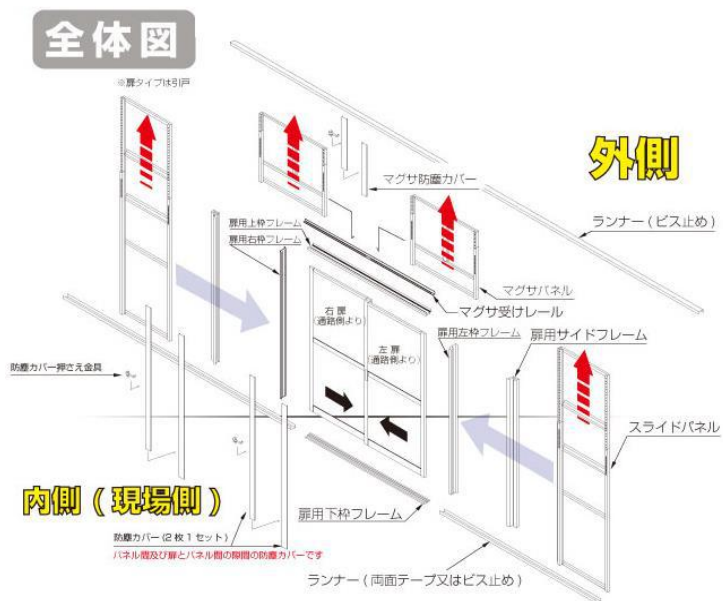 全体図
※扉タイプは引戸
外側
マグサ防塵カバー
ランナー(ビス止め)
扉用上枠フレーム
扉用右枠フレーム
マグサパネル
マグサ受けレール
右扉
(通路側より)
左扉
(通路側より)
扉用左枠フレーム
扉用サイドフレーム
防塵カバー押さえ金具
スライドパネル
内側(現場側)
扉用下枠フレーム
防塵カバー(2枚1セット)
パネル間及び扉とパネル間の隙間の防塵カバーです
ランナー(両面テープ又はビス止め)